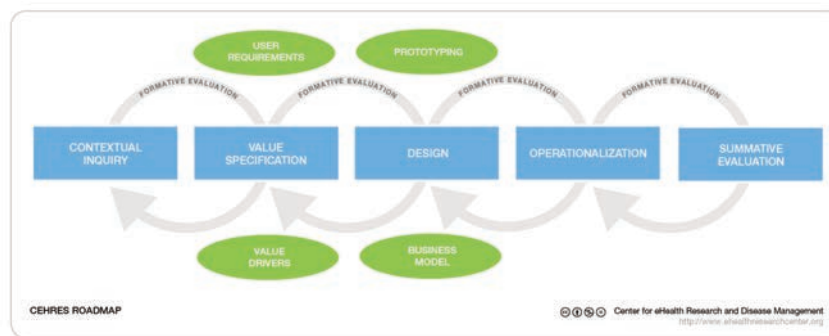 USER
REQUIREMENTS
PROTOTYPING
FORMATIVE EVALUATION
FORMATIVE EVALUATION
FORMATIVE EVALUATION
FORMATIVE EVALUATION
CONTEXTUAL
INQUIRY
VALUE
SPECIFICATION
DESIGN
OPERATIONALIZATION
SUMMATIVE
EVALUATION
VALUE
DRIVERS
BUSINESS
MODEL
CEHRES ROADMAP
Center for eHealth Research and Disease Management
http://www.ehealthresearchcenter.org